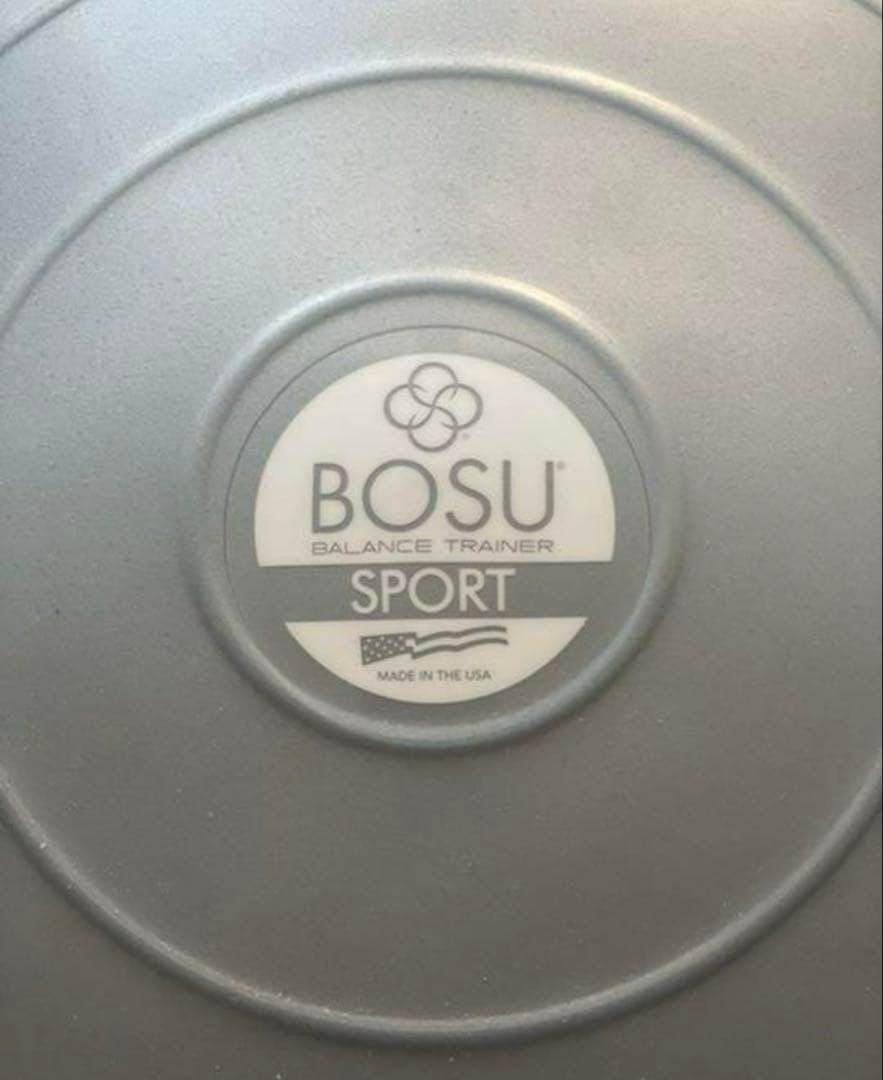 BOSU®
BALANCE TRAINER
SPORT
MADE IN THE USA